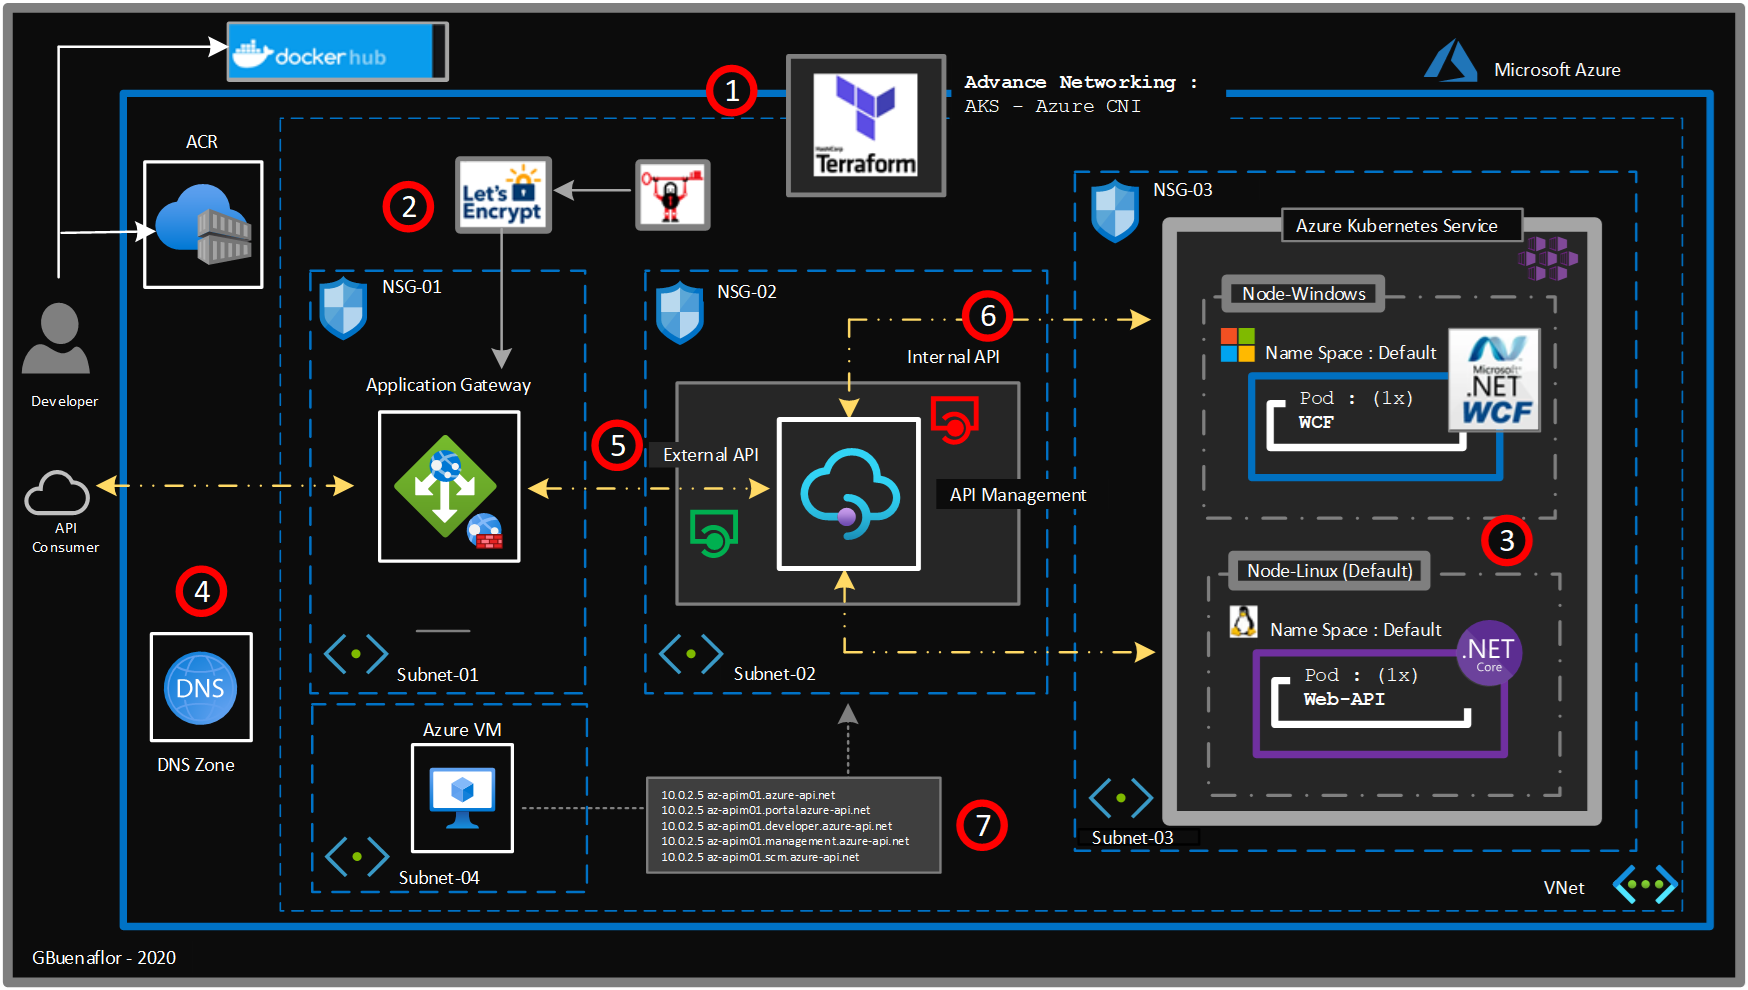 docker hub
Microsoft Azure
1
HashiCorp
Terraform
Advance Networking :
AKS - Azure CNI
ACR
2
Let's
Encrypt
NSG-01
NSG-02
NSG-03
Azure Kubernetes Service
Node-Windows
Name Space : Default
Microsoft®
.NET
WCF
Pod : (1x)
WCF
6
Internal API
Application Gateway
5
External API
API Management
Developer
API
Consumer
3
Node-Linux (Default)
Name Space : Default
.NET
Core
Pod : (1x)
Web-API
4
DNS
DNS Zone
Subnet-01
Subnet-02
Azure VM
Subnet-04
10.0.2.5 az-apim01.azure-api.net
10.0.2.5 az-apim01.portal.azure-api.net
10.0.2.5 az-apim01.developer.azure-api.net
10.0.2.5 az-apim01.management.azure-api.net
10.0.2.5 az-apim01.scm.azure-api.net
7
Subnet-03
VNet
GBuenaflor - 2020